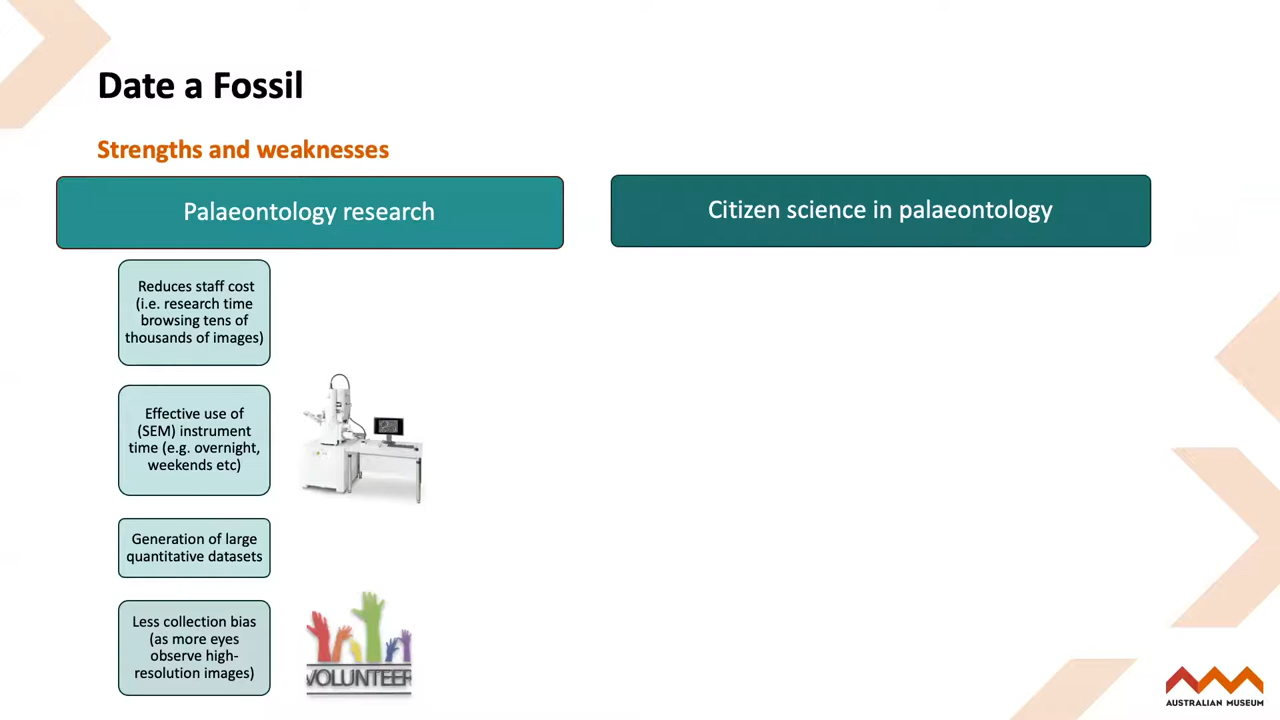 Date a Fossil
Strengths and weaknesses
Palaeontology research
Citizen science in palaeontology
Reduces staff cost
(i.e. research time
browsing tens of
thousands of images)
Effective use of
(SEM) instrument
time (e.g. overnight,
weekends etc)
Generation of large
quantitative datasets
Less collection bias
(as more eyes
observe high-
resolution images)
VOLUNTEER
AUSTRALIAN MUSEUM